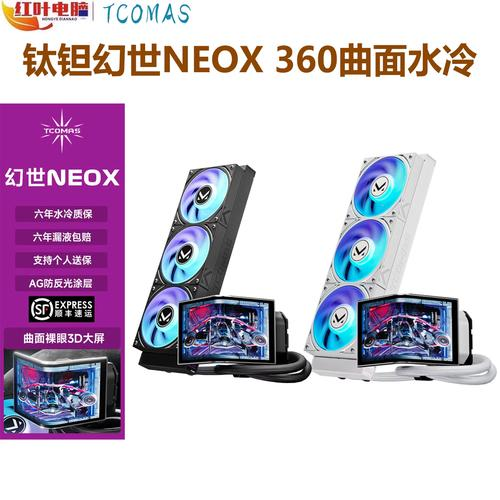 红叶电脑
HONGYE DIANNAO
TCOMAS
钛钽幻世NEOX 360曲面水冷
TCOMAS
幻世NEOX
六年水冷质保
六年漏液包赔
支持个人送保
AG防反光涂层
SF EXPRESS
顺丰速运
曲面裸眼3D大屏